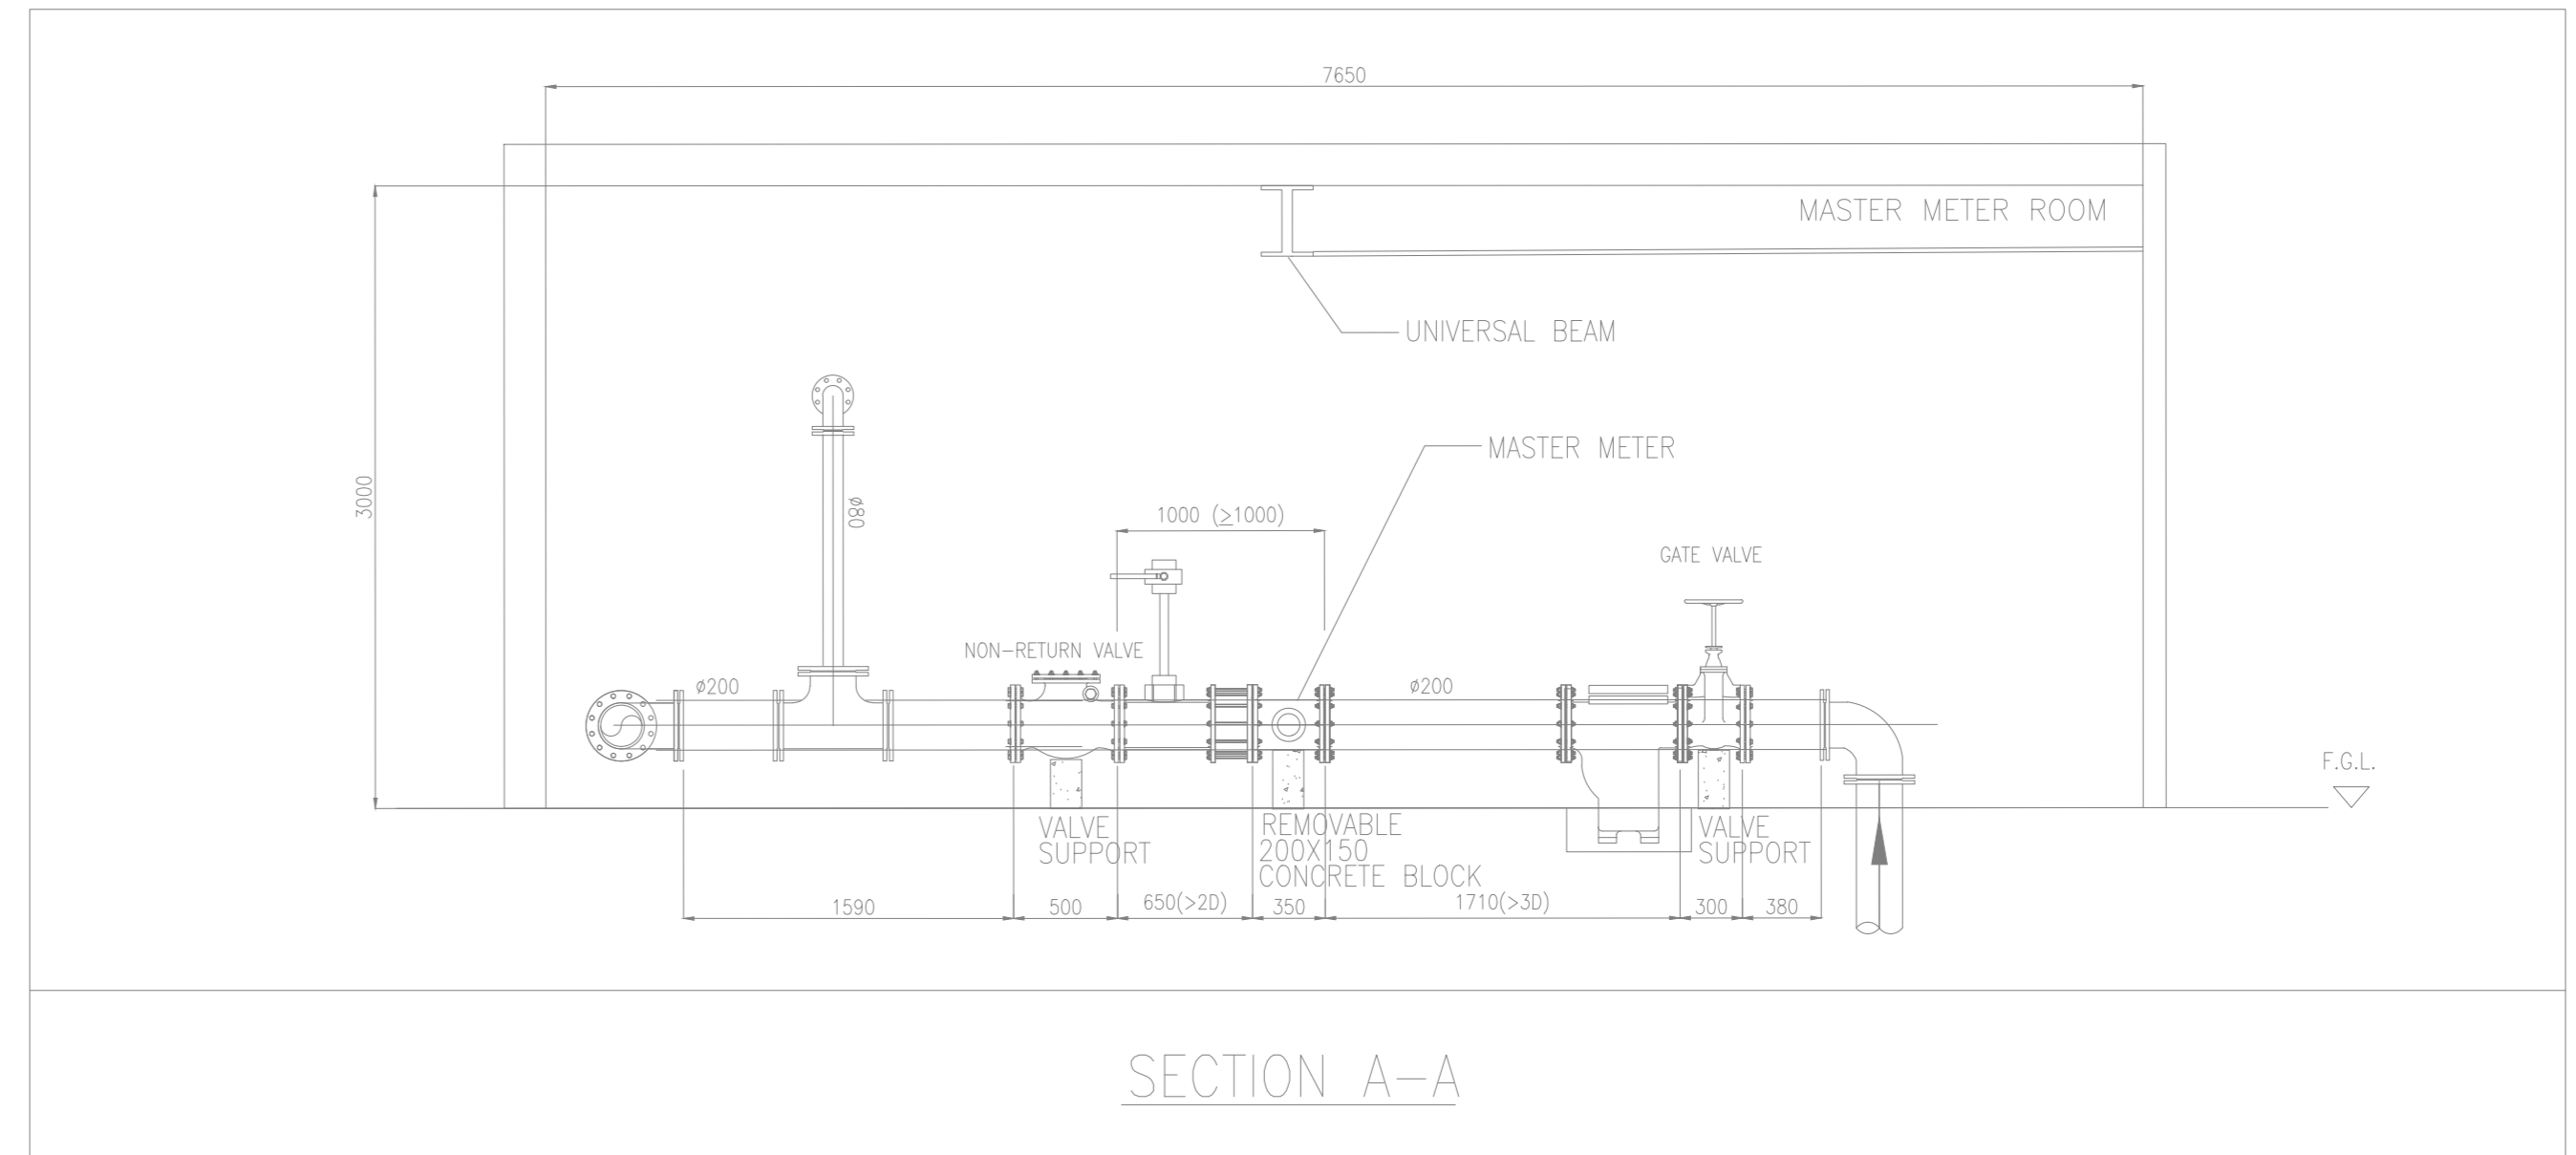 7650
MASTER METER ROOM
UNIVERSAL BEAM
MASTER METER
3000
ø80
1000 (≥1000)
GATE VALVE
NON-RETURN VALVE
ø200
ø200
F.G.L.
VALVE
SUPPORT
REMOVABLE
200X150
CONCRETE BLOCK
VALVE
SUPPORT
1590
500
650(>2D)
350
1710(>3D)
300
380
SECTION A-A